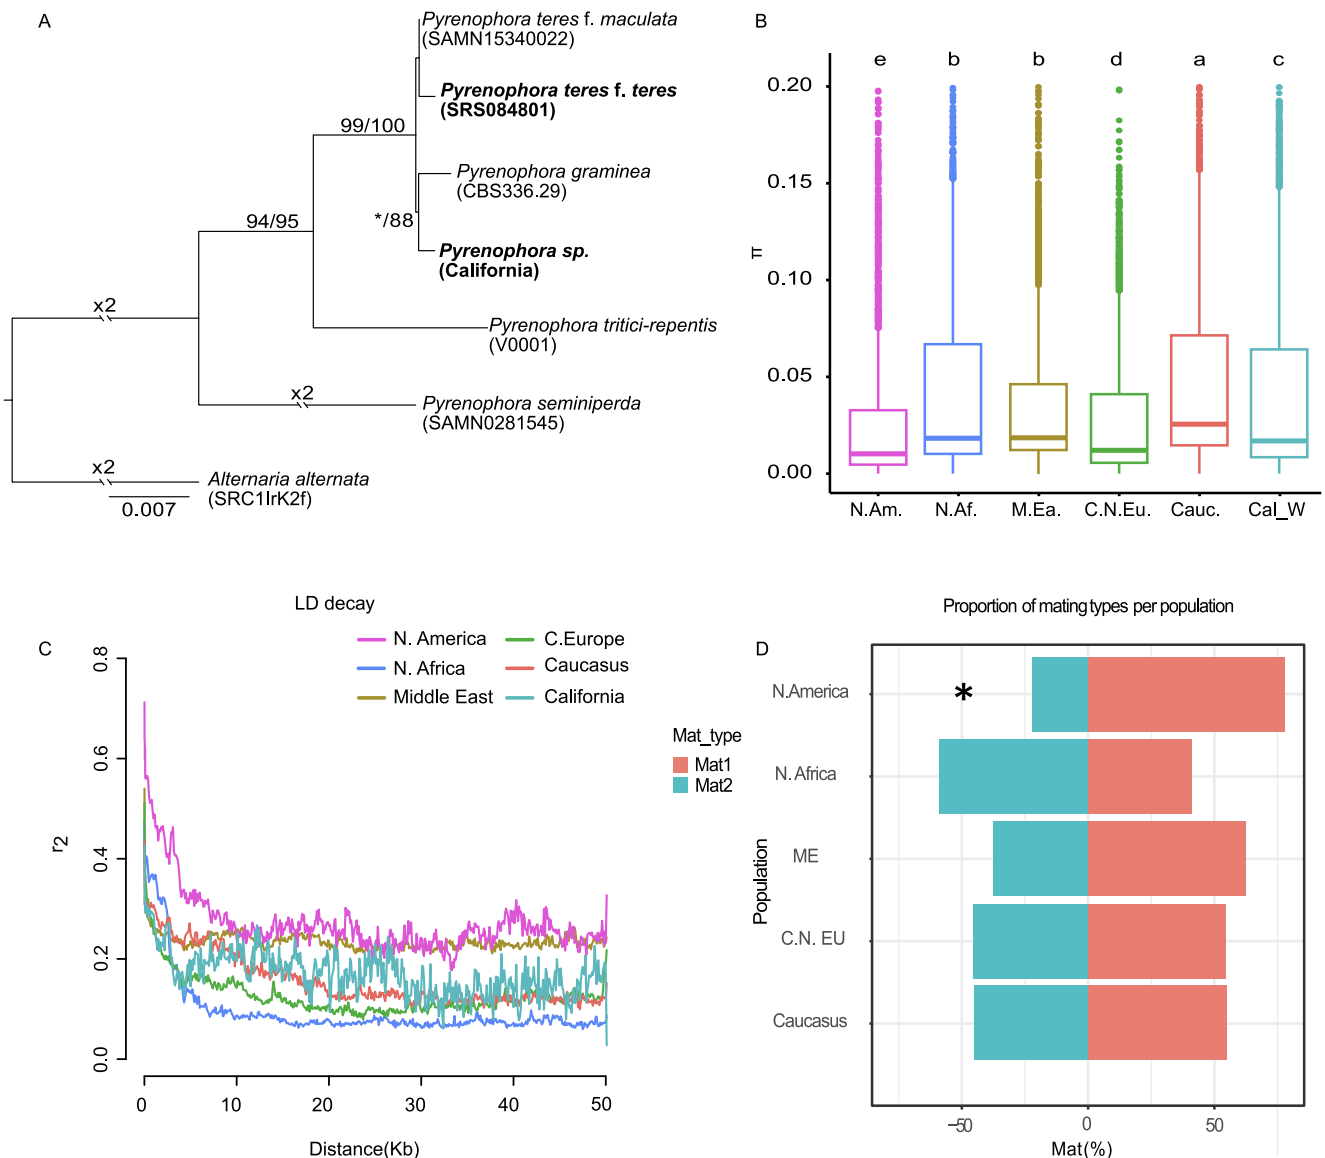 A
Pyrenophora teres f. maculata
(SAMN15340022)
Pyrenophora teres f. teres
(SRS084801)
99/100
Pyrenophora graminea
(CBS336.29)
94/95
*/88
Pyrenophora sp.
(California)
x2
Pyrenophora tritici-repentis
(V0001)
x2
Pyrenophora seminiperda
(SAMN0281545)
x2
Alternaria alternata
(SRC1lrK2f)
0.007
B
e b b d a c
0.20
0.15
π
0.10
0.05
0.00
N.Am. N.Af. M.Ea. C.N.Eu. Cauc. Cal_W
C
LD decay
N. America C.Europe
N. Africa Caucasus
Middle East California
0.8
0.6
r2
0.4
0.2
0.0
0 10 20 30 40 50
Distance(Kb)
D
Proportion of mating types per population
Mat_type
Mat1
Mat2
Population
N.America
*
N. Africa
ME
C.N. EU
Caucasus
−50 0 50
Mat(%)